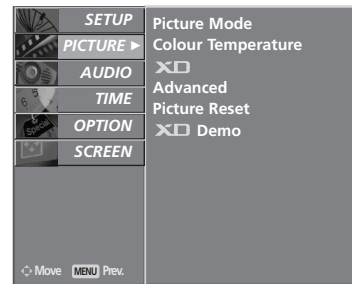 SETUP
PICTURE ►
AUDIO
TIME
OPTION
SCREEN
Move MENU Prev.
Picture Mode
Colour Temperature
XD
Advanced
Picture Reset
XD Demo